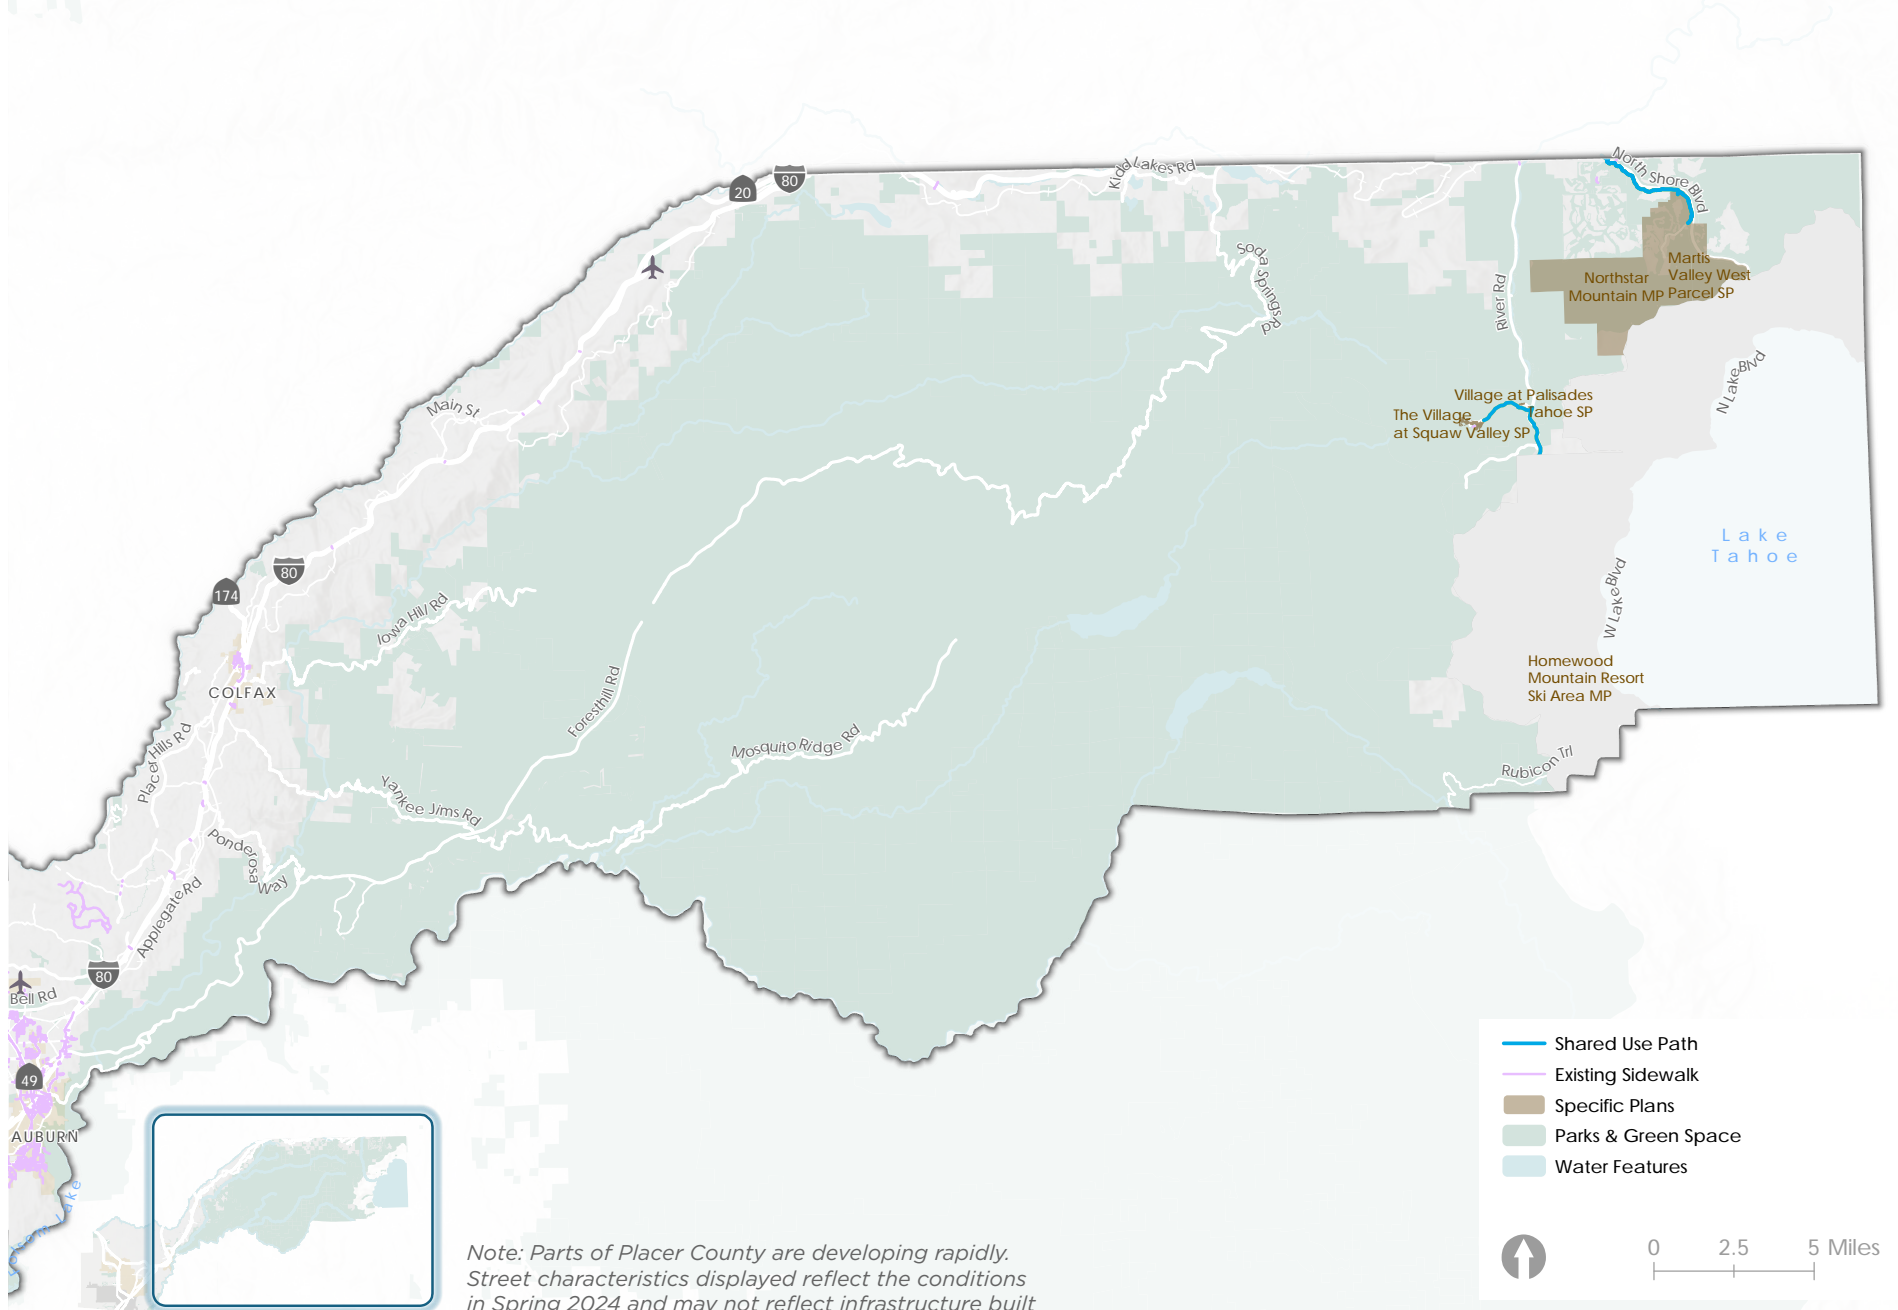 North Shore Blvd
Kidd Lakes Rd
80
20
Soda Springs Rd
Martis
Valley West
Parcel SP
Northstar
Mountain MP
River Rd
N Lake Blvd
Main St
Village at Palisades
Tahoe SP
The Village
at Squaw Valley SP
Lake
Tahoe
80
174
Iowa Hill Rd
W Lake Blvd
COLFAX
Foresthill Rd
Homewood
Mountain Resort
Ski Area MP
Placer Hills Rd
Mosquito Ridge Rd
Rubicon Trl
Yankee Jims Rd
Ponderosa Way
Applegate Rd
80
Bell Rd
49
AUBURN
Lake
Shared Use Path
Existing Sidewalk
Specific Plans
Parks & Green Space
Water Features
0 2.5 5 Miles
Note: Parts of Placer County are developing rapidly.
Street characteristics displayed reflect the conditions
in Spring 2024 and may not reflect infrastructure built